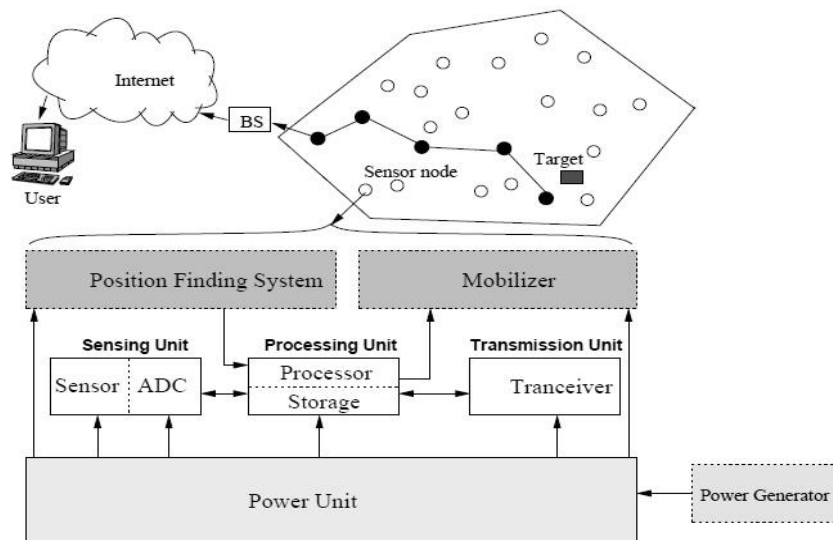 Internet
BS
User
Sensor node
Target
Position Finding System
Mobilizer
Sensing Unit
Processing Unit
Transmission Unit
Sensor
ADC
Processor
Storage
Tranceiver
Power Unit
Power Generator